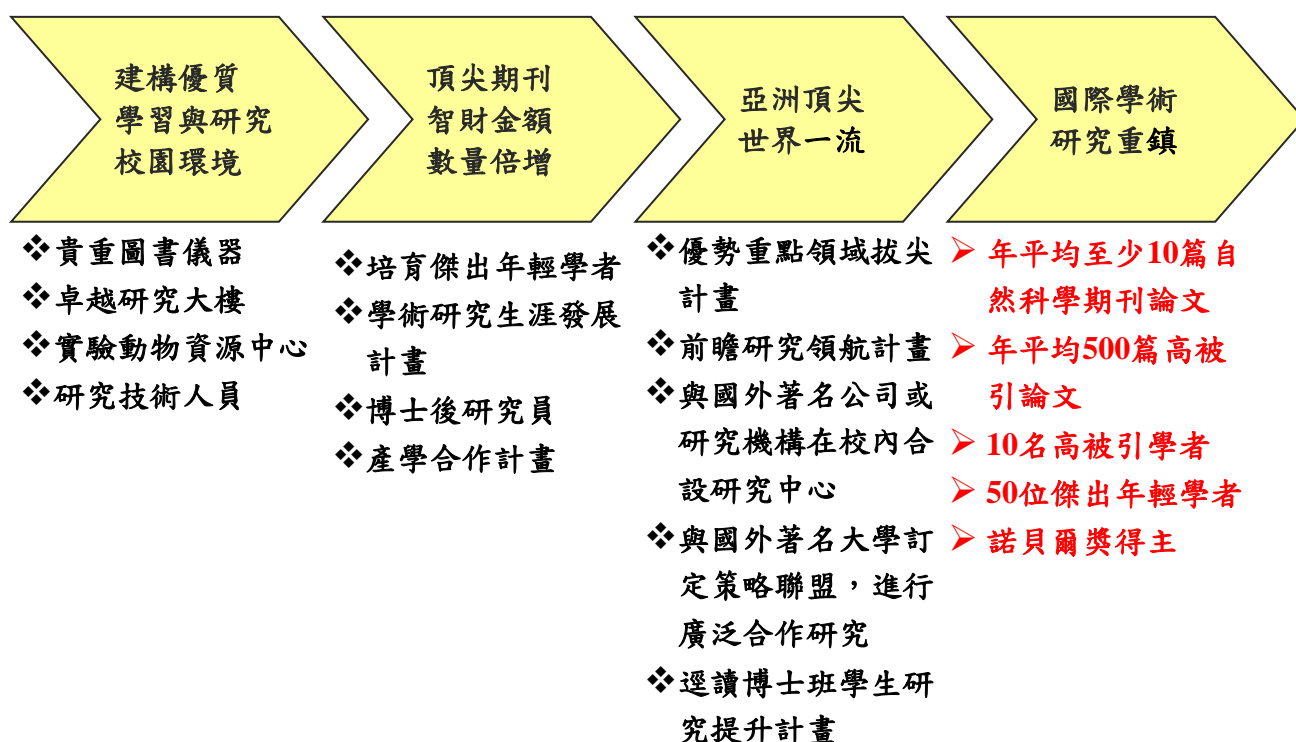 建構優質
學習與研究
校園環境
❖貴重圖書儀器
❖卓越研究大樓
❖實驗動物資源中心
❖研究技術人員
頂尖期刊
智財金額
數量倍增
❖培育傑出年輕學者
❖學術研究生涯發展
計畫
❖博士後研究員
❖產學合作計畫
亞洲頂尖
世界一流
❖優勢重點領域拔尖
計畫
❖前瞻研究領航計畫
❖與國外著名公司或
研究機構在校內合
設研究中心
❖與國外著名大學訂
定策略聯盟，進行
廣泛合作研究
❖逕讀博士班學生研
究提升計畫
國際學術
研究重鎮
➢ 年平均至少10篇自
然科學期刊論文
➢ 年平均500篇高被
引論文
➢ 10名高被引學者
➢ 50位傑出年輕學者
➢ 諾貝爾獎得主